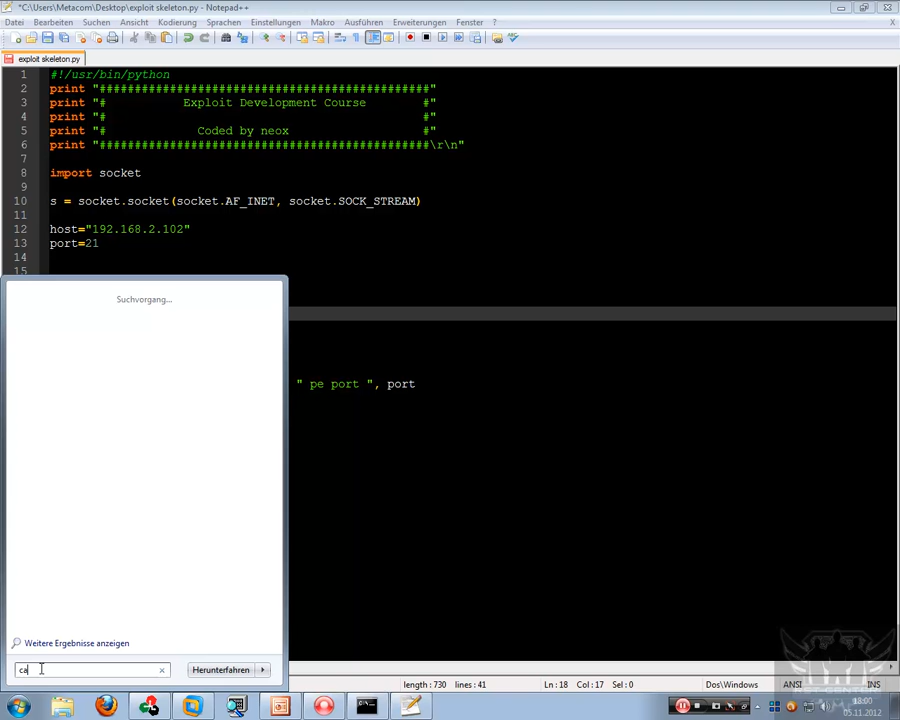 *C:\Users\Metacom\Desktop\exploit skeleton.py - Notepad++
Datei Bearbeiten Suchen Ansicht Kodierung Sprachen Einstellungen Makro Ausführen Erweiterungen Fenster ? X
exploit skeleton.py
1 #!/usr/bin/python
2 print "###############################################"
3 print "# Exploit Development Course #"
4 print "# #"
5 print "# Coded by neox #"
6 print "###############################################\r\n"
7
8 import socket
9
10 s = socket.socket(socket.AF_INET, socket.SOCK_STREAM)
11
12 host="192.168.2.102"
13 port=21
14
15
Suchvorgang...
" pe port ", port
Weitere Ergebnisse anzeigen
ca
Herunterfahren
length : 730 lines : 41 Ln : 18 Col : 17 Sel : 0 Dos\Windows ANSI INS
18:00
05.11.2012